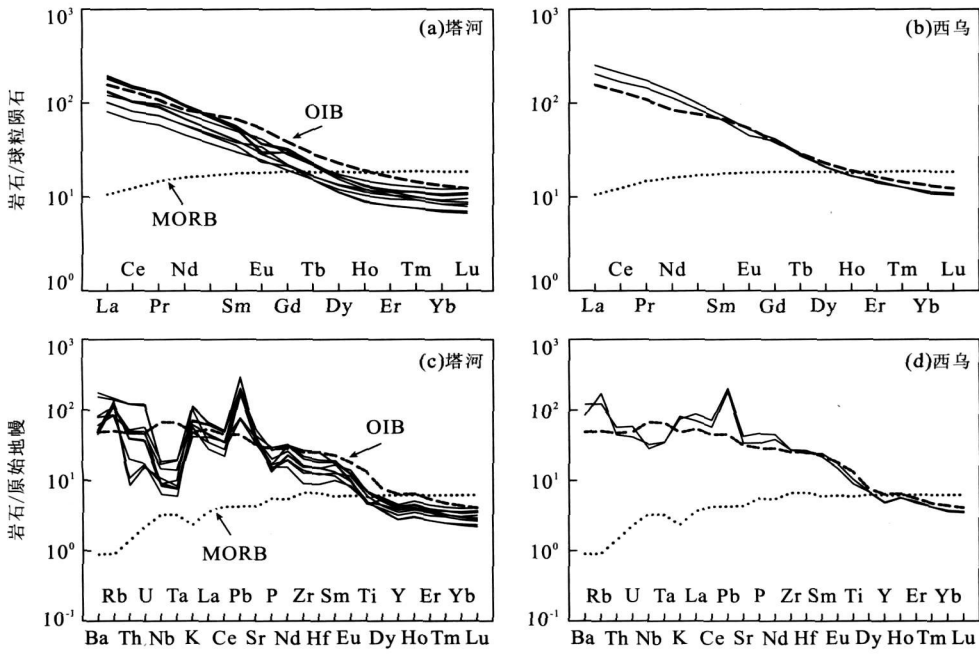 10³
(a)塔河
10²
OIB
10¹
MORB
10⁰
岩石/球粒陨石
Ce Nd Eu Tb Ho Tm Lu
La Pr Sm Gd Dy Er Yb
10³
(b)西乌
10²
10¹
10⁰
Ce Nd Eu Tb Ho Tm Lu
La Pr Sm Gd Dy Er Yb
10³
(c)塔河
10²
OIB
10¹
10⁰
MORB
10⁻¹
岩石/原始地幔
Rb U Ta La Pb P Zr Sm Ti Y Er Yb
Ba Th Nb K Ce Sr Nd Hf Eu Dy Ho Tm Lu
10³
(d)西乌
10²
10¹
10⁰
10⁻¹
Rb U Ta La Pb P Zr Sm Ti Y Er Yb
Ba Th Nb K Ce Sr Nd Hf Eu Dy Ho Tm Lu